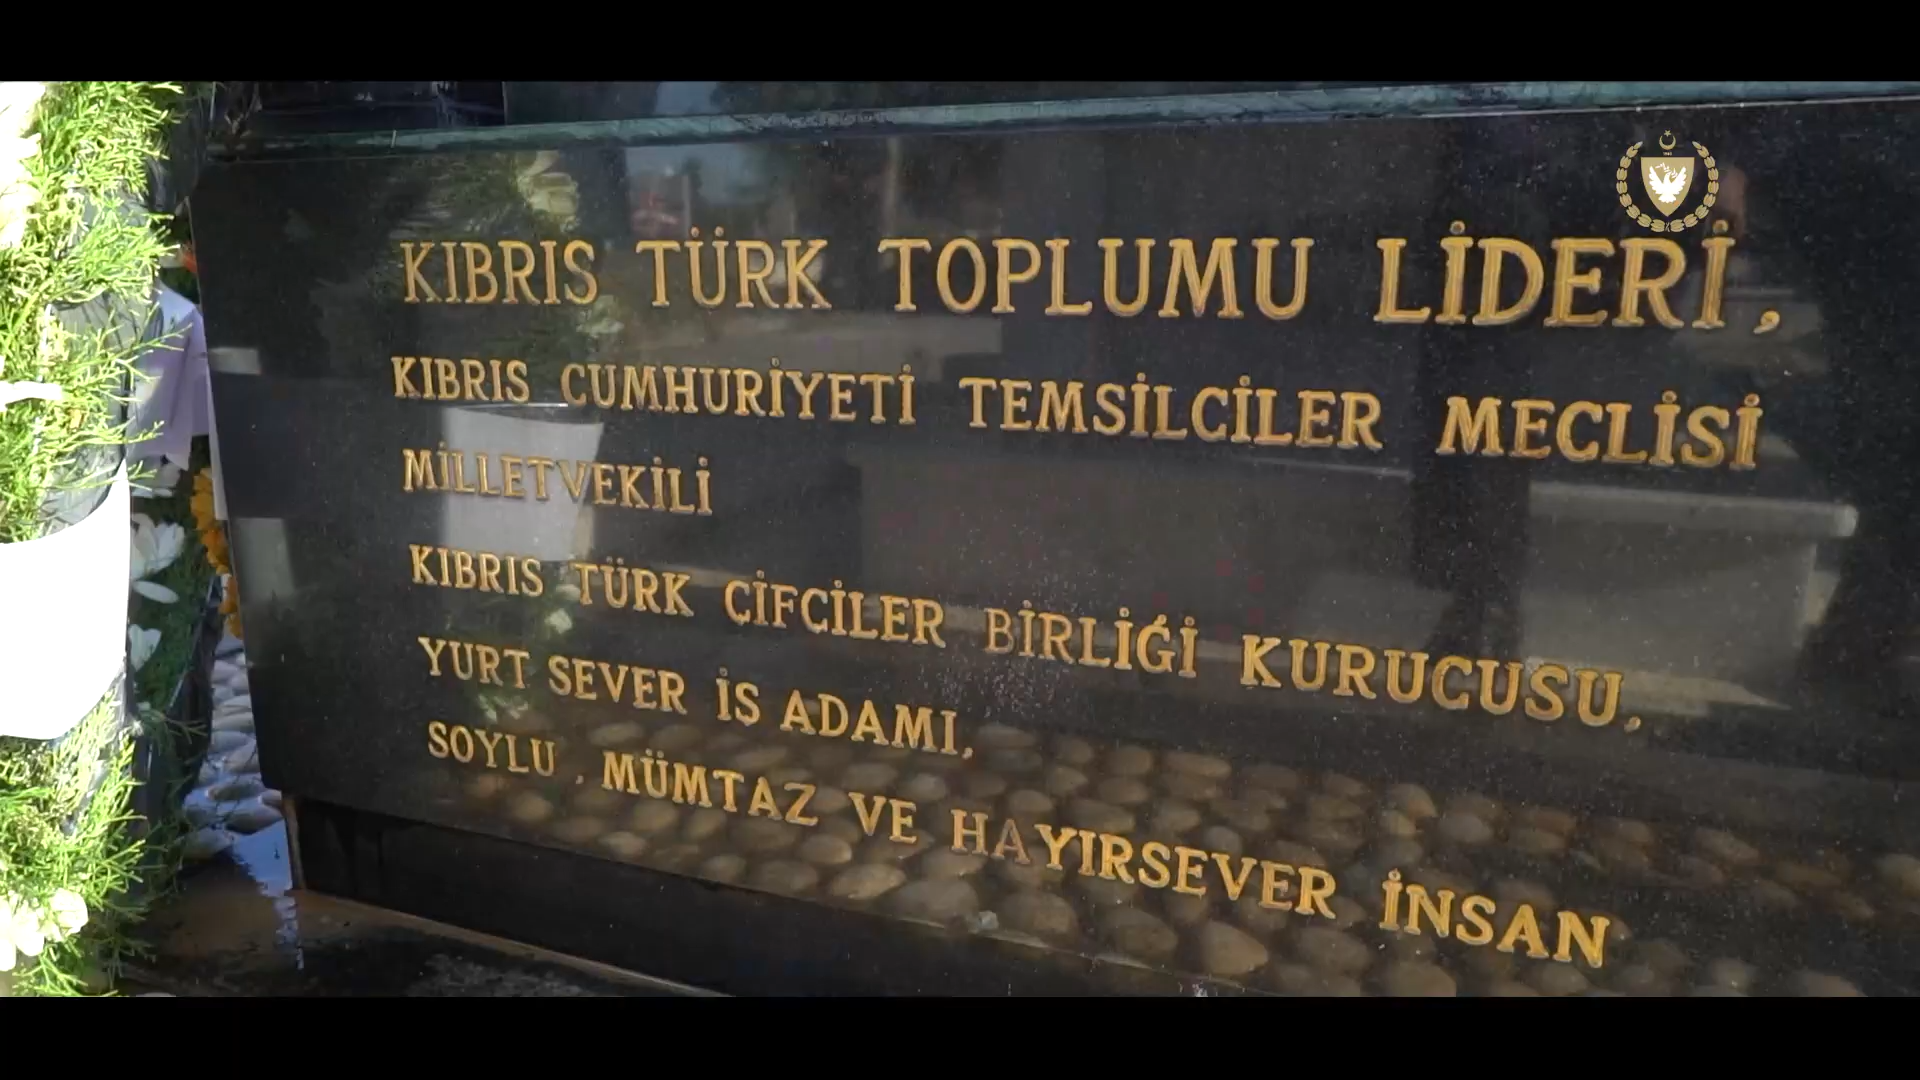 KIBRIS TÜRK TOPLUMU LİDERİ,
KIBRIS CUMHURİYETİ TEMSİLCİLER MECLİSİ
MİLLETVEKİLİ
KIBRIS TÜRK ÇİFÇİLER BİRLİĞİ KURUCUSU,
YURT SEVER İŞ ADAMI,
SOYLU, MÜMTAZ VE HAYIRSEVER İNSAN